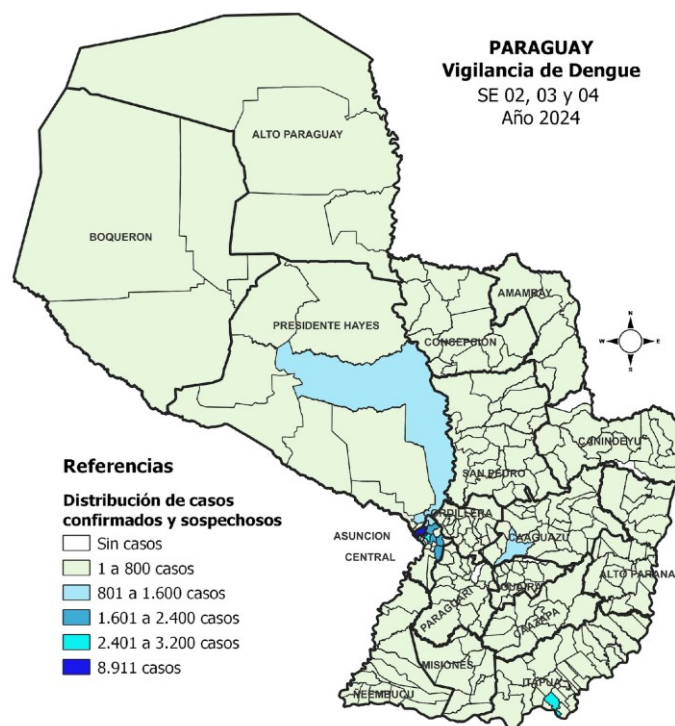 PARAGUAY
Vigilancia de Dengue
SE 02, 03 y 04
Año 2024
ALTO PARAGUAY
BOQUERON
AMAMBAY
PRESIDENTE HAYES
CONCEPCIÓN
N
W E
S
CANINDEYU
SAN PEDRO
Referencias
Distribución de casos
confirmados y sospechosos
Sin casos
1 a 800 casos
801 a 1.600 casos
1.601 a 2.400 casos
2.401 a 3.200 casos
8.911 casos
ORDILLERA
ASUNCION
CAAGUAZU
CENTRAL
ALTO PARANA
GUAIRA
PARAGUARI
CAAZAPA
MISIONES
ITAPUA
ÑEEMBUCU